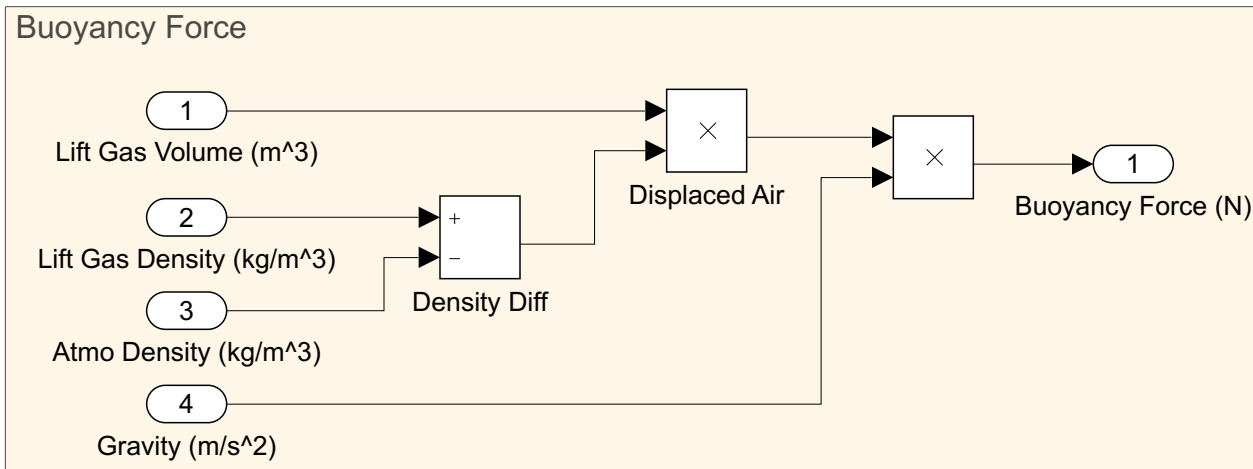 Buoyancy Force
1
Lift Gas Volume (m^3)
2
Lift Gas Density (kg/m^3)
3
Atmo Density (kg/m^3)
4
Gravity (m/s^2)
+
−
Density Diff
×
Displaced Air
×
1
Buoyancy Force (N)